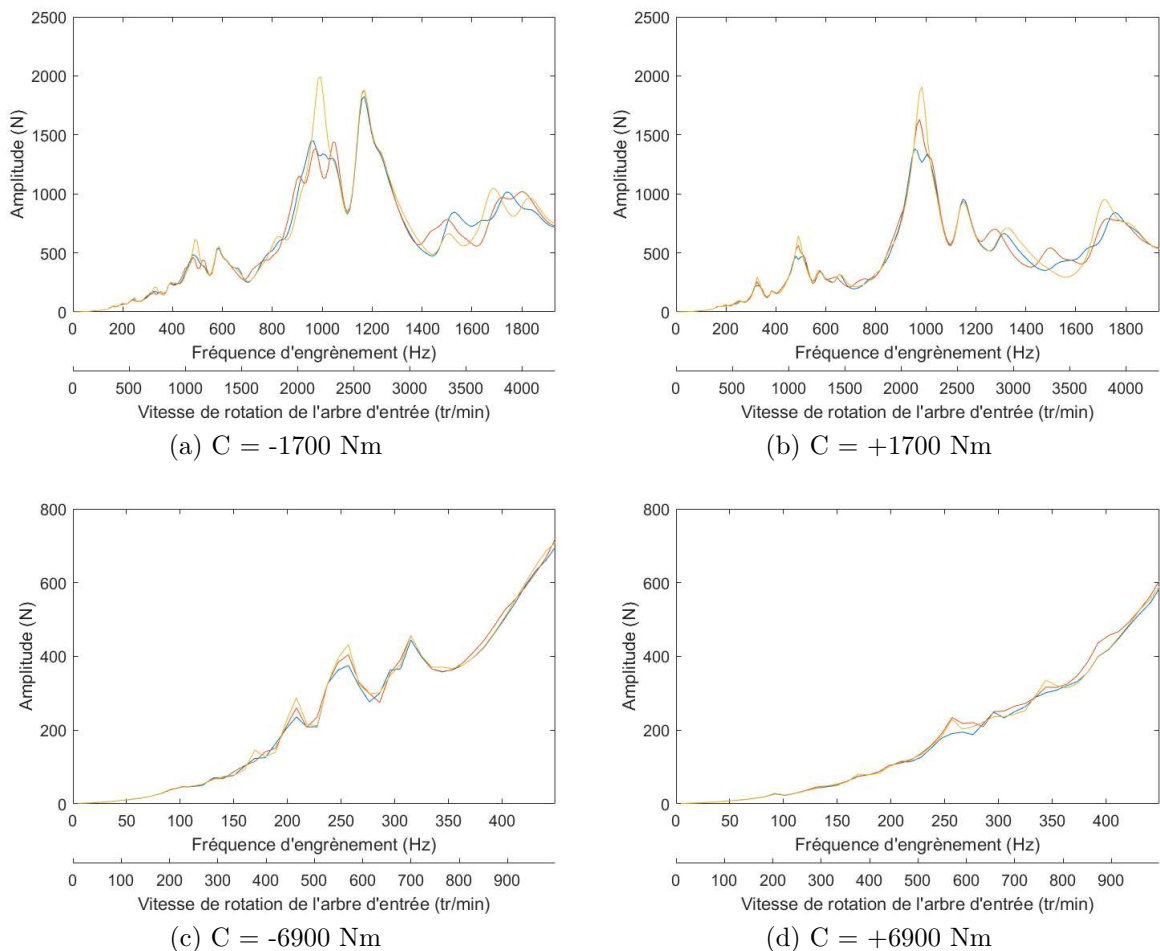 2500
2000
1500
1000
500
0
Amplitude (N)
0 200 400 600 800 1000 1200 1400 1600 1800
Fréquence d'engrènement (Hz)
0 500 1000 1500 2000 2500 3000 3500 4000
Vitesse de rotation de l'arbre d'entrée (tr/min)
(a) C = -1700 Nm
2500
2000
1500
1000
500
0
Amplitude (N)
0 200 400 600 800 1000 1200 1400 1600 1800
Fréquence d'engrènement (Hz)
0 500 1000 1500 2000 2500 3000 3500 4000
Vitesse de rotation de l'arbre d'entrée (tr/min)
(b) C = +1700 Nm
800
600
400
200
0
Amplitude (N)
0 50 100 150 200 250 300 350 400
Fréquence d'engrènement (Hz)
0 100 200 300 400 500 600 700 800 900
Vitesse de rotation de l'arbre d'entrée (tr/min)
(c) C = -6900 Nm
800
600
400
200
0
Amplitude (N)
0 50 100 150 200 250 300 350 400
Fréquence d'engrènement (Hz)
0 100 200 300 400 500 600 700 800 900
Vitesse de rotation de l'arbre d'entrée (tr/min)
(d) C = +6900 Nm